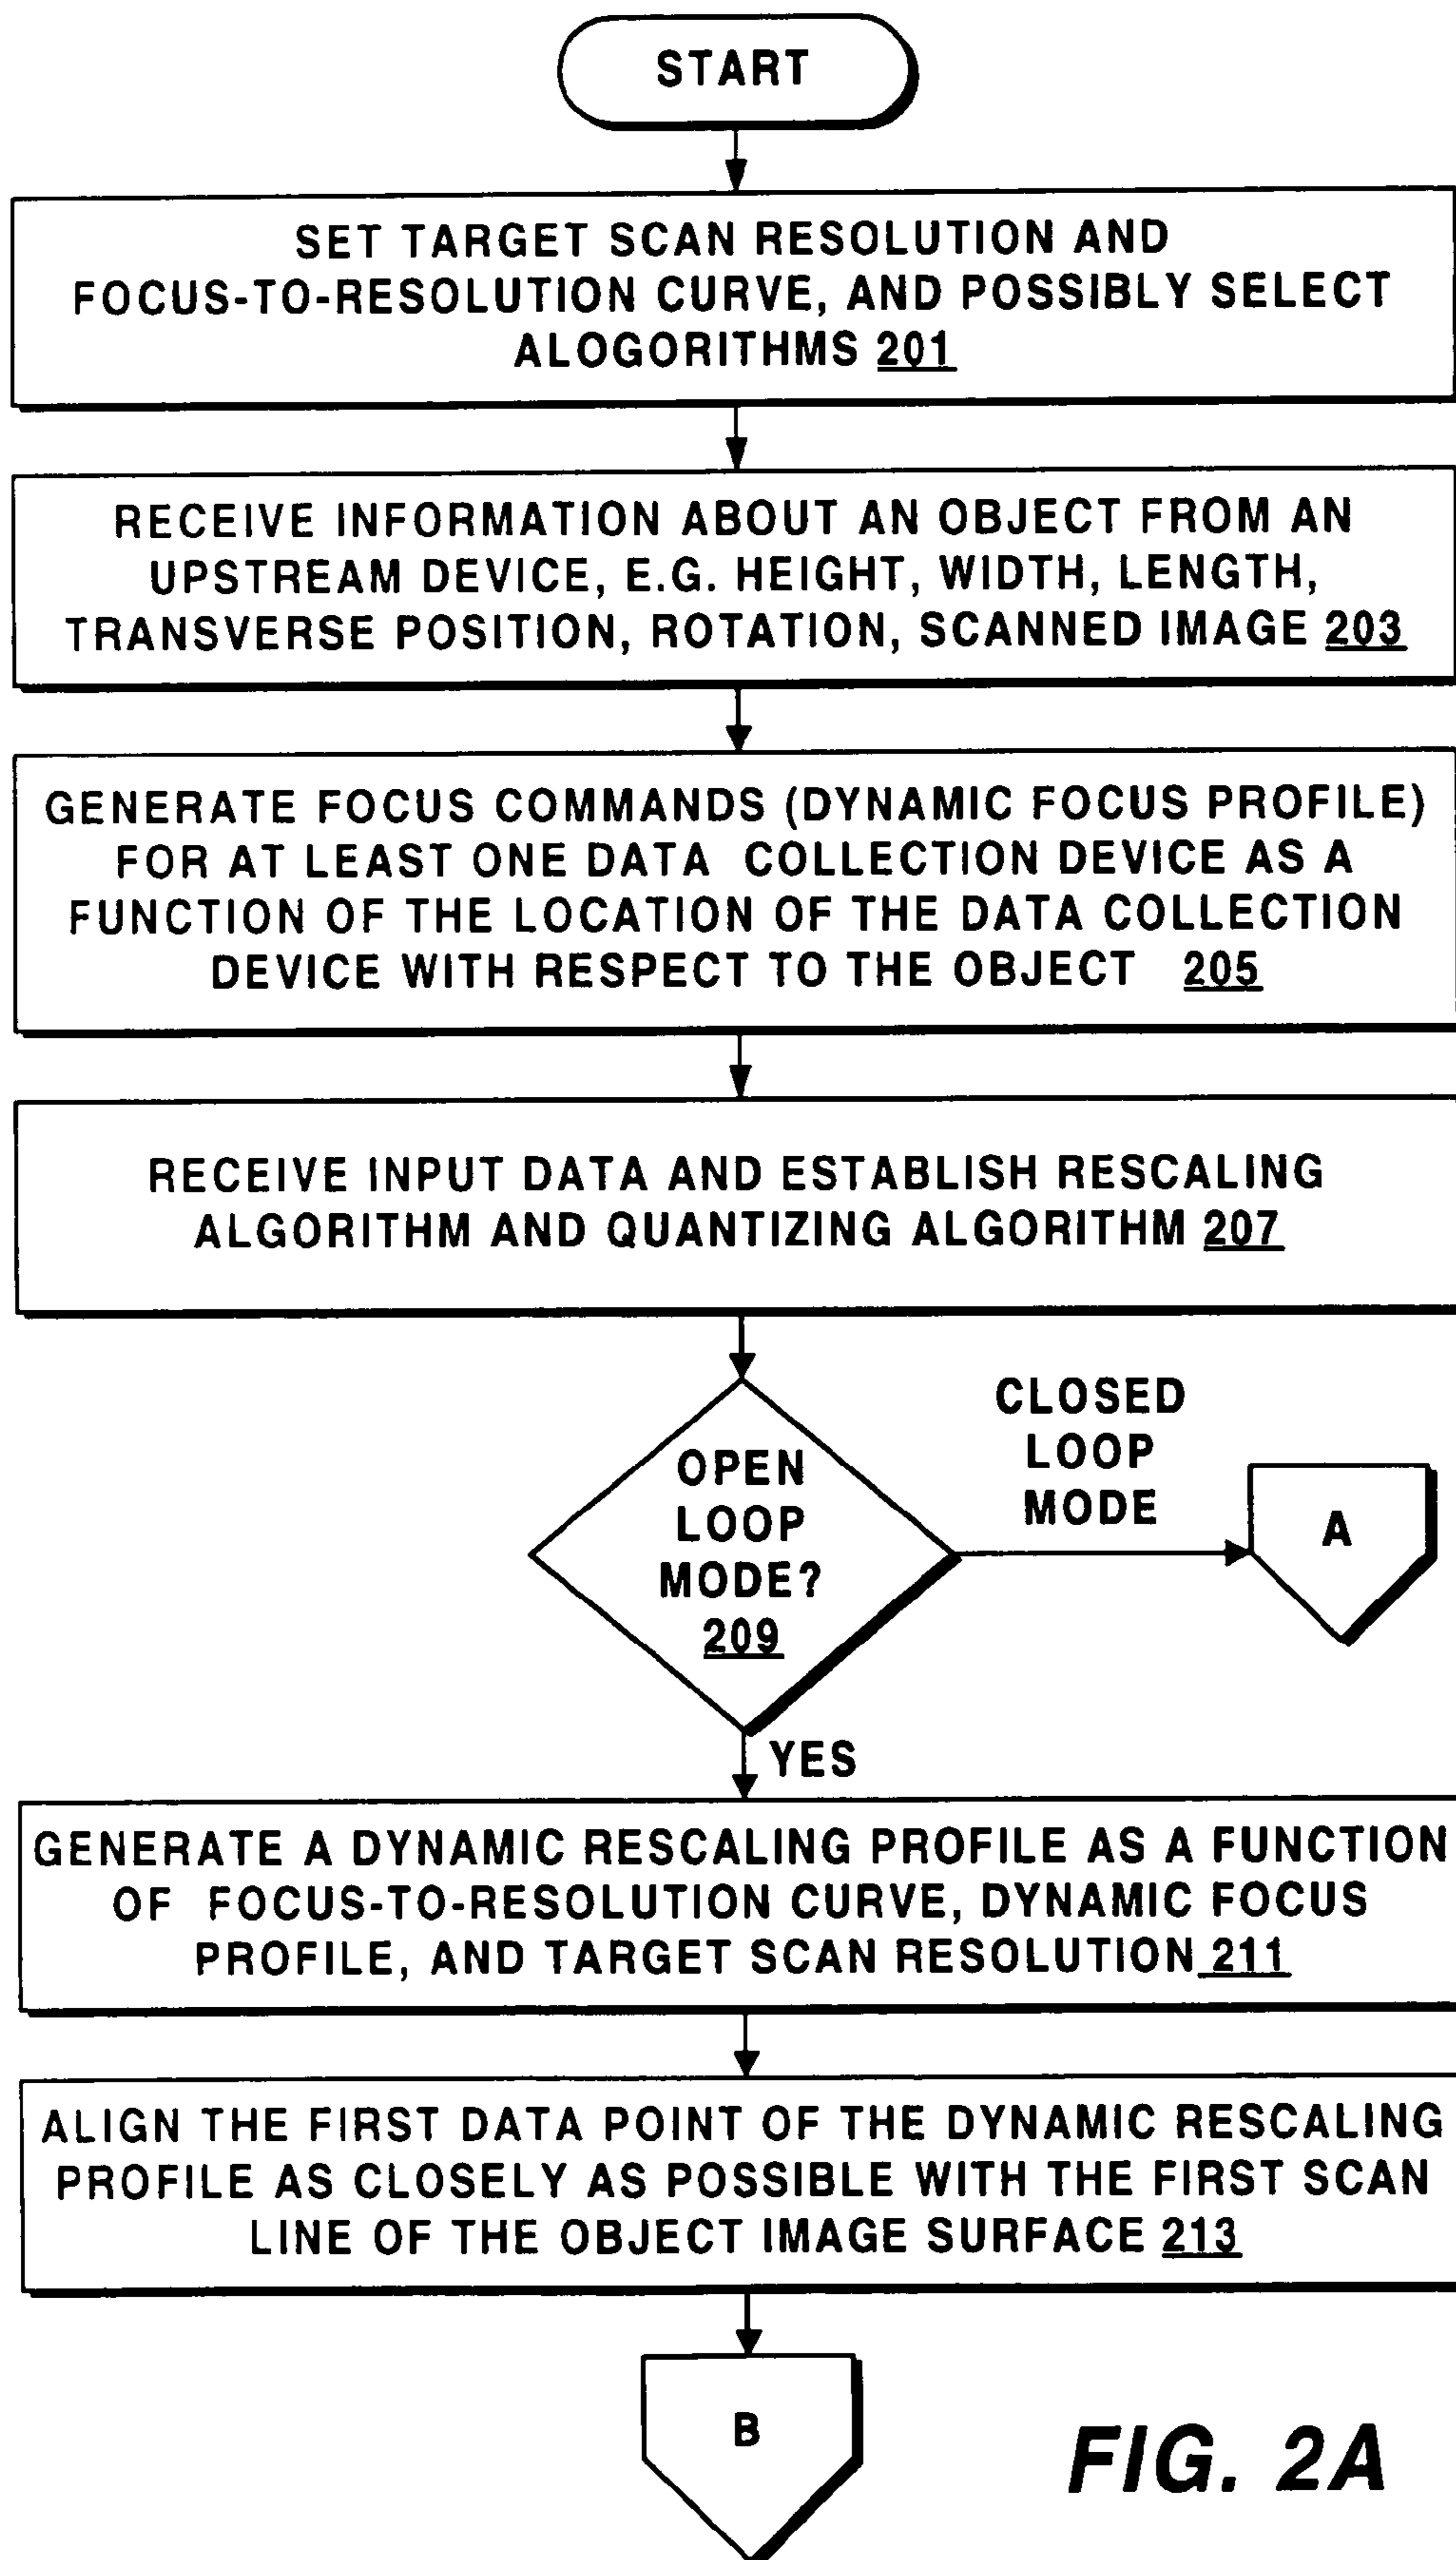 START
SET TARGET SCAN RESOLUTION AND
FOCUS-TO-RESOLUTION CURVE, AND POSSIBLY SELECT
ALOGORITHMS 201
RECEIVE INFORMATION ABOUT AN OBJECT FROM AN
UPSTREAM DEVICE, E.G. HEIGHT, WIDTH, LENGTH,
TRANSVERSE POSITION, ROTATION, SCANNED IMAGE 203
GENERATE FOCUS COMMANDS (DYNAMIC FOCUS PROFILE)
FOR AT LEAST ONE DATA COLLECTION DEVICE AS A
FUNCTION OF THE LOCATION OF THE DATA COLLECTION
DEVICE WITH RESPECT TO THE OBJECT 205
RECEIVE INPUT DATA AND ESTABLISH RESCALING
ALGORITHM AND QUANTIZING ALGORITHM 207
OPEN
LOOP
MODE?
209
CLOSED
LOOP
MODE
A
YES
GENERATE A DYNAMIC RESCALING PROFILE AS A FUNCTION
OF FOCUS-TO-RESOLUTION CURVE, DYNAMIC FOCUS
PROFILE, AND TARGET SCAN RESOLUTION 211
ALIGN THE FIRST DATA POINT OF THE DYNAMIC RESCALING
PROFILE AS CLOSELY AS POSSIBLE WITH THE FIRST SCAN
LINE OF THE OBJECT IMAGE SURFACE 213
B
FIG. 2A